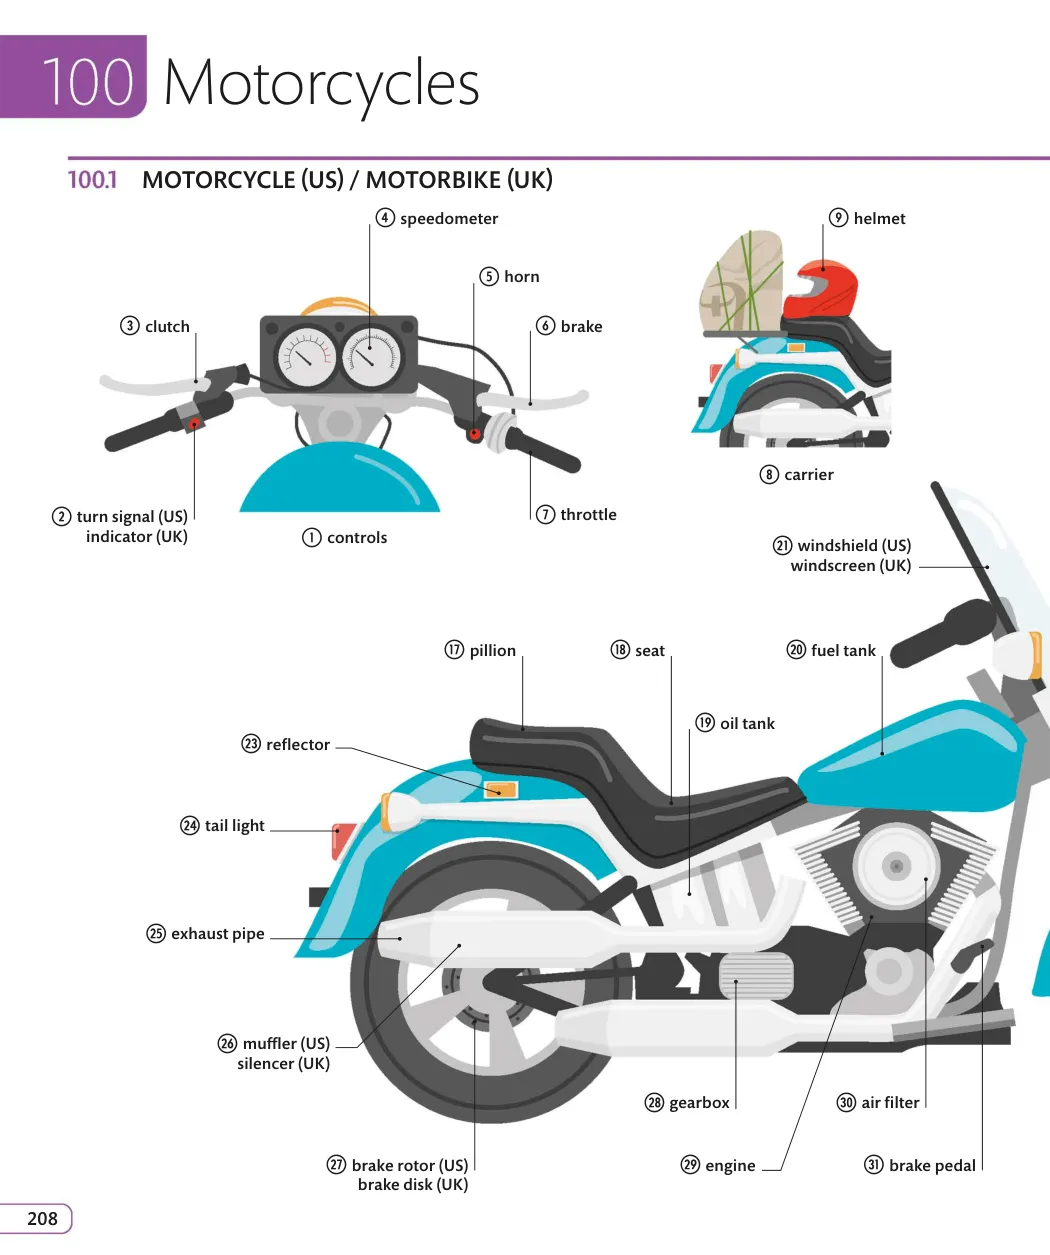 100 Motorcycles
100.1 MOTORCYCLE (US) / MOTORBIKE (UK)
4 speedometer
9 helmet
5 horn
3 clutch
6 brake
8 carrier
2 turn signal (US)
indicator (UK)
1 controls
7 throttle
21 windshield (US)
windscreen (UK)
17 pillion
18 seat
20 fuel tank
19 oil tank
23 reflector
24 tail light
25 exhaust pipe
26 muffler (US)
silencer (UK)
28 gearbox
30 air filter
27 brake rotor (US)
brake disk (UK)
29 engine
31 brake pedal
208